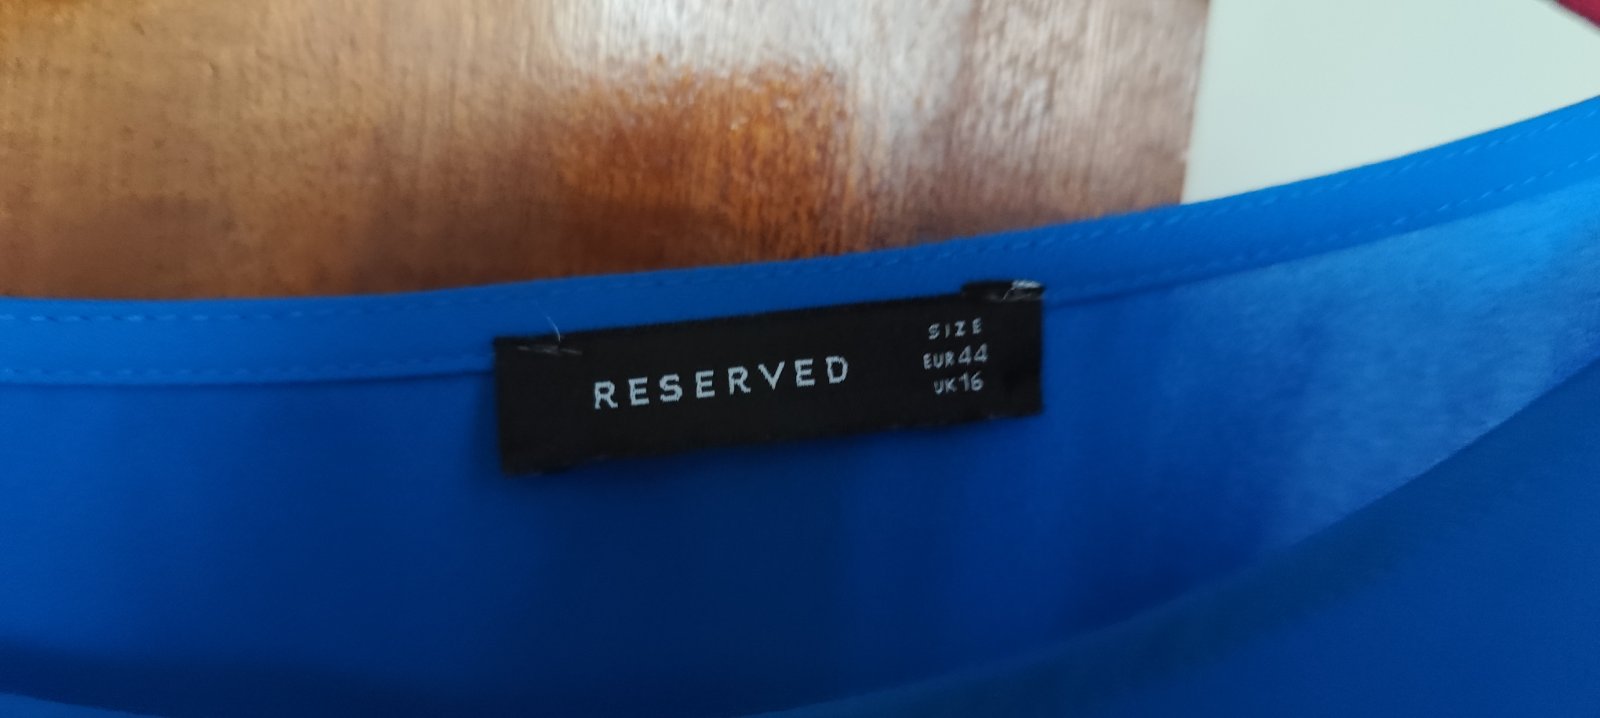 RESERVED
SIZE
EUR 44
UK 16